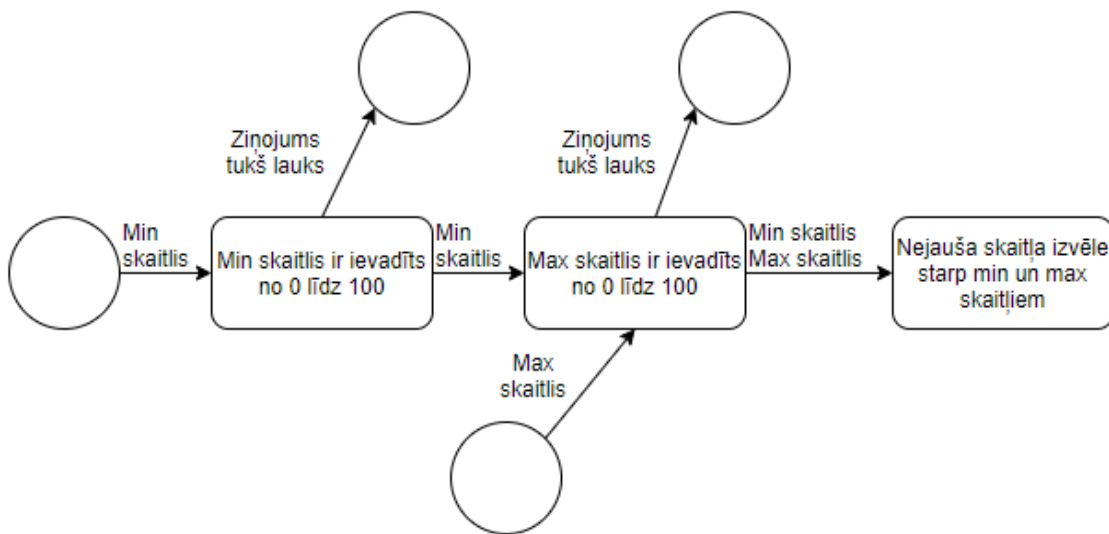 Ziņojums
tukš lauks
Ziņojums
tukš lauks
Min
skaitlis
Min skaitlis ir ievadīts
no 0 līdz 100
Min
skaitlis
Max skaitlis ir ievadīts
no 0 līdz 100
Min skaitlis
Max skaitlis
Nejauša skaitļa izvēle
starp min un max
skaitļiem
Max
skaitlis